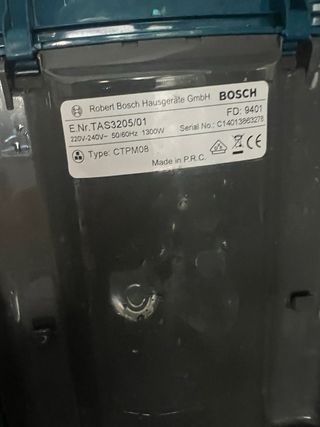 Robert Bosch Hausgeräte GmbH BOSCH
E.Nr.TAS3205/01 FD: 9401
220V-240V~ 50/60Hz 1300W Serial No.: C14013863278
Type: CTPM08 Made in P.R.C.